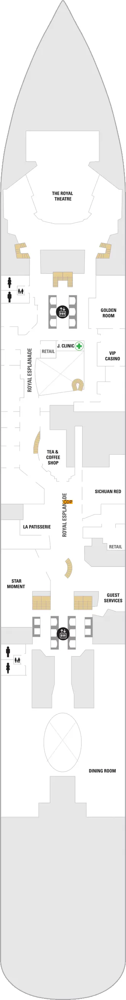 THE ROYAL
THEATRE
GOLDEN
ROOM
J. CLINIC
RETAIL
VIP
CASINO
ROYAL ESPLANADE
TEA &
COFFEE
SHOP
SICHUAN RED
CDP
ROYAL ESPLANADE
LA PATISSERIE
RETAIL
STAR
MOMENT
GUEST
SERVICES
DINING ROOM